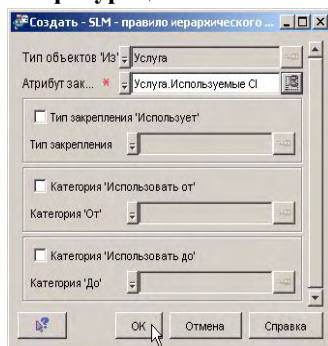 Создать - SLM - правило иерархического ...
Тип объектов 'Из' Услуга
Атрибут зак... * Услуга.Используемые CI
Тип закрепления 'Использует'
Тип закрепления
Категория 'Использовать от'
Категория 'От'
Категория 'Использовать до'
Категория 'До'
OK Отмена Справка